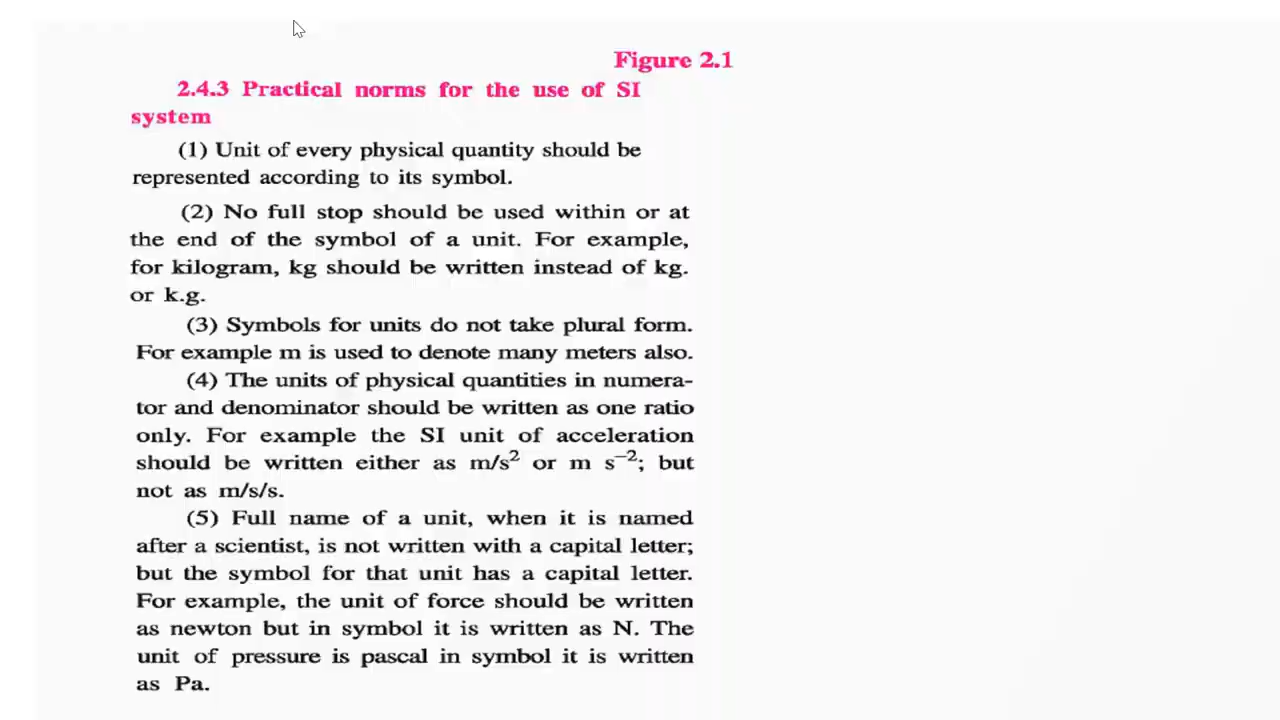 Figure 2.1
2.4.3 Practical norms for the use of SI
system
(1) Unit of every physical quantity should be
represented according to its symbol.
(2) No full stop should be used within or at
the end of the symbol of a unit. For example,
for kilogram, kg should be written instead of kg.
or k.g.
(3) Symbols for units do not take plural form.
For example m is used to denote many meters also.
(4) The units of physical quantities in numera-
tor and denominator should be written as one ratio
only. For example the SI unit of acceleration
should be written either as m/s² or m s⁻²; but
not as m/s/s.
(5) Full name of a unit, when it is named
after a scientist, is not written with a capital letter;
but the symbol for that unit has a capital letter.
For example, the unit of force should be written
as newton but in symbol it is written as N. The
unit of pressure is pascal in symbol it is written
as Pa.